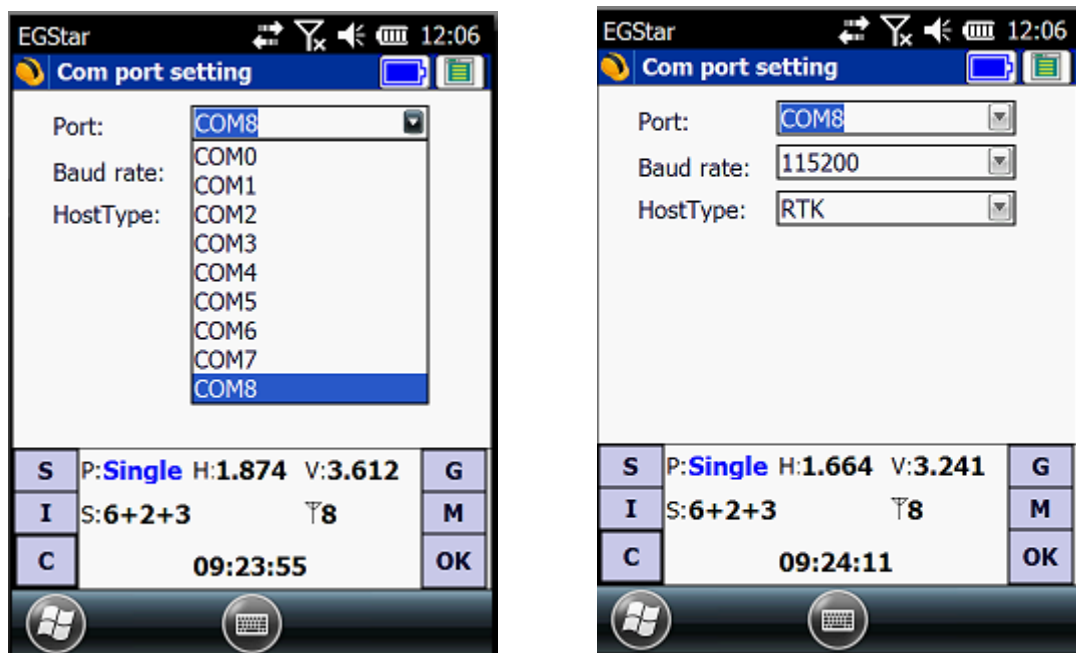 EGStar 12:06
Com port setting
Port: COM8
COM0
Baud rate: COM1
HostType: COM2
COM3
COM4
COM5
COM6
COM7
COM8
S P:Single H:1.874 V:3.612 G
I S:6+2+3 8 M
C 09:23:55 OK
EGStar 12:06
Com port setting
Port: COM8
Baud rate: 115200
HostType: RTK
S P:Single H:1.664 V:3.241 G
I S:6+2+3 8 M
C 09:24:11 OK